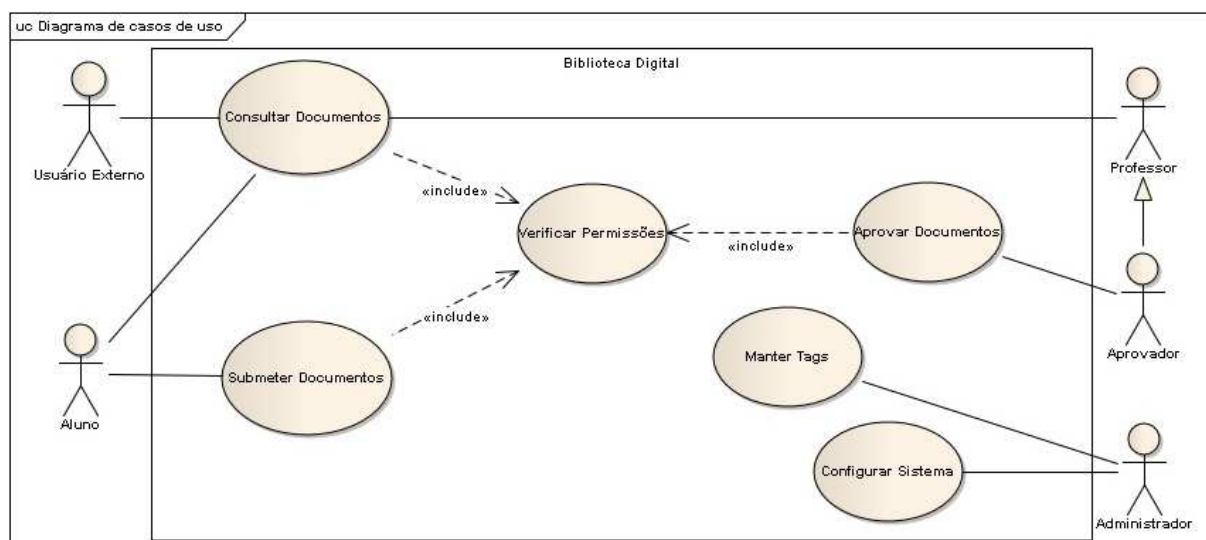 uc Diagrama de casos de uso
Biblioteca Digital
Consultar Documentos
Usuário Externo
Professor
«include»
Verificar Permissões
«include»
Aprovar Documentos
«include»
Manter Tags
Aprovador
Submeter Documentos
Aluno
Configurar Sistema
Administrador